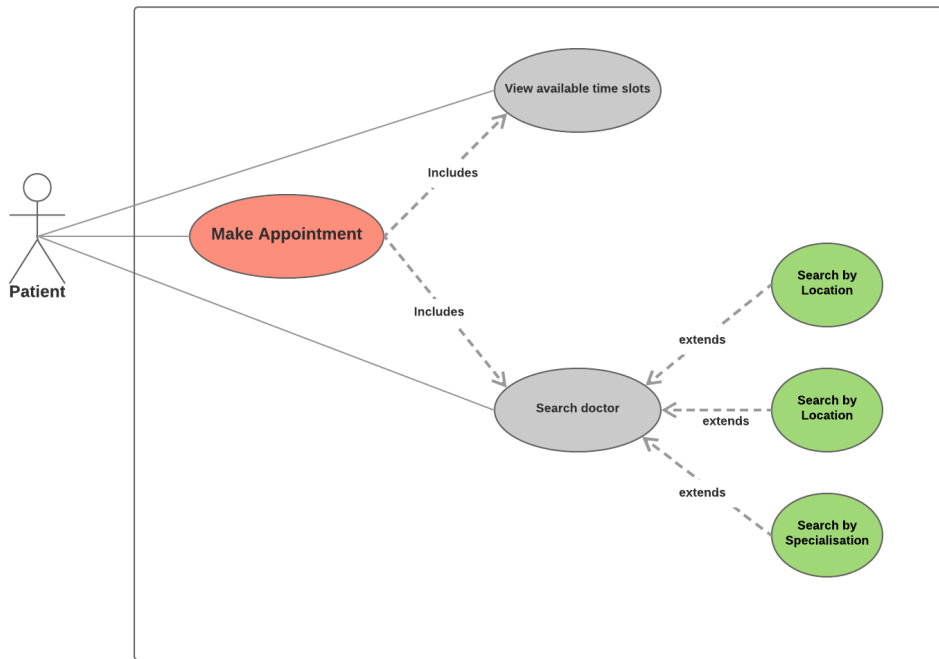 View available time slots
Includes
Make Appointment
Patient
Search by
Location
Includes
extends
Search doctor
Search by
Location
extends
extends
Search by
Specialisation